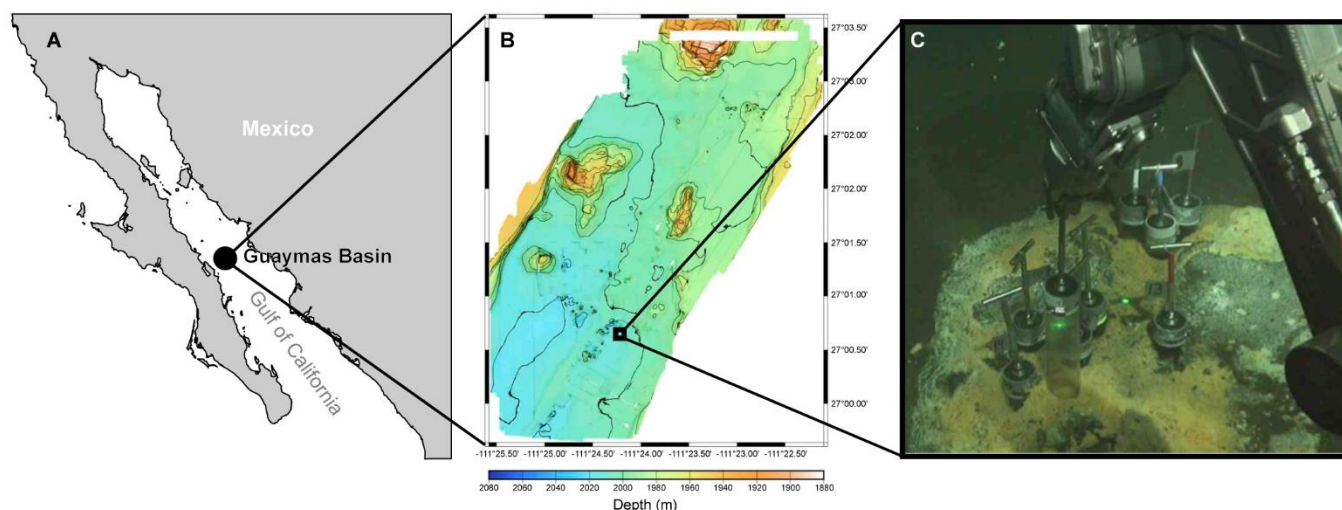 A
Mexico
Guaymas Basin
Gulf of California
B
27°03.50'
27°03.00'
27°02.00'
27°02.00'
27°01.50'
27°01.00'
27°00.50'
27°00.00'
-111°25.50' -111°25.00' -111°24.20' -111°24.00' -111°23.50' -111°23.00' -111°22.50'
2080 2060 2040 2020 2000 1980 1960 1940 1920 1900 1880
Depth (m)
C